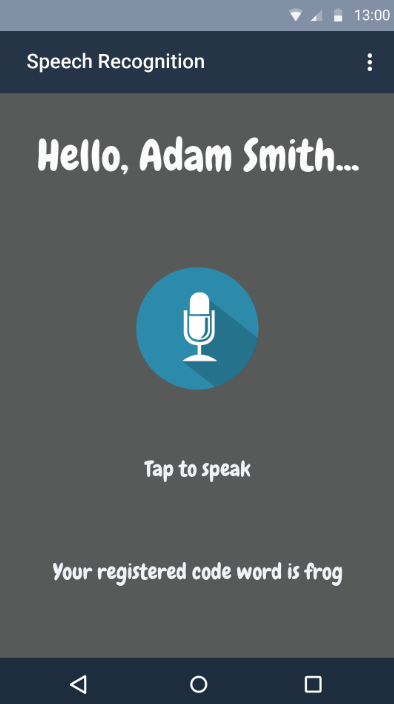 13:00
Speech Recognition
Hello, Adam Smith...
Tap to speak
Your registered code word is frog